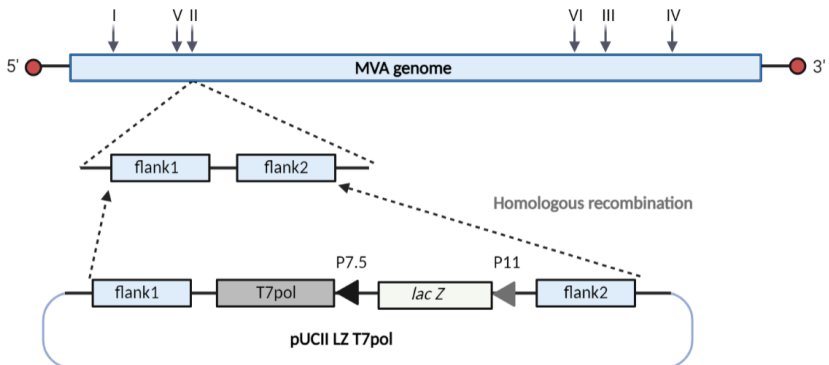 I V II VI III IV
5' MVA genome 3'
flank1 flank2
Homologous recombination
P7.5 P11
flank1 T7pol lac Z flank2
pUCII LZ T7pol